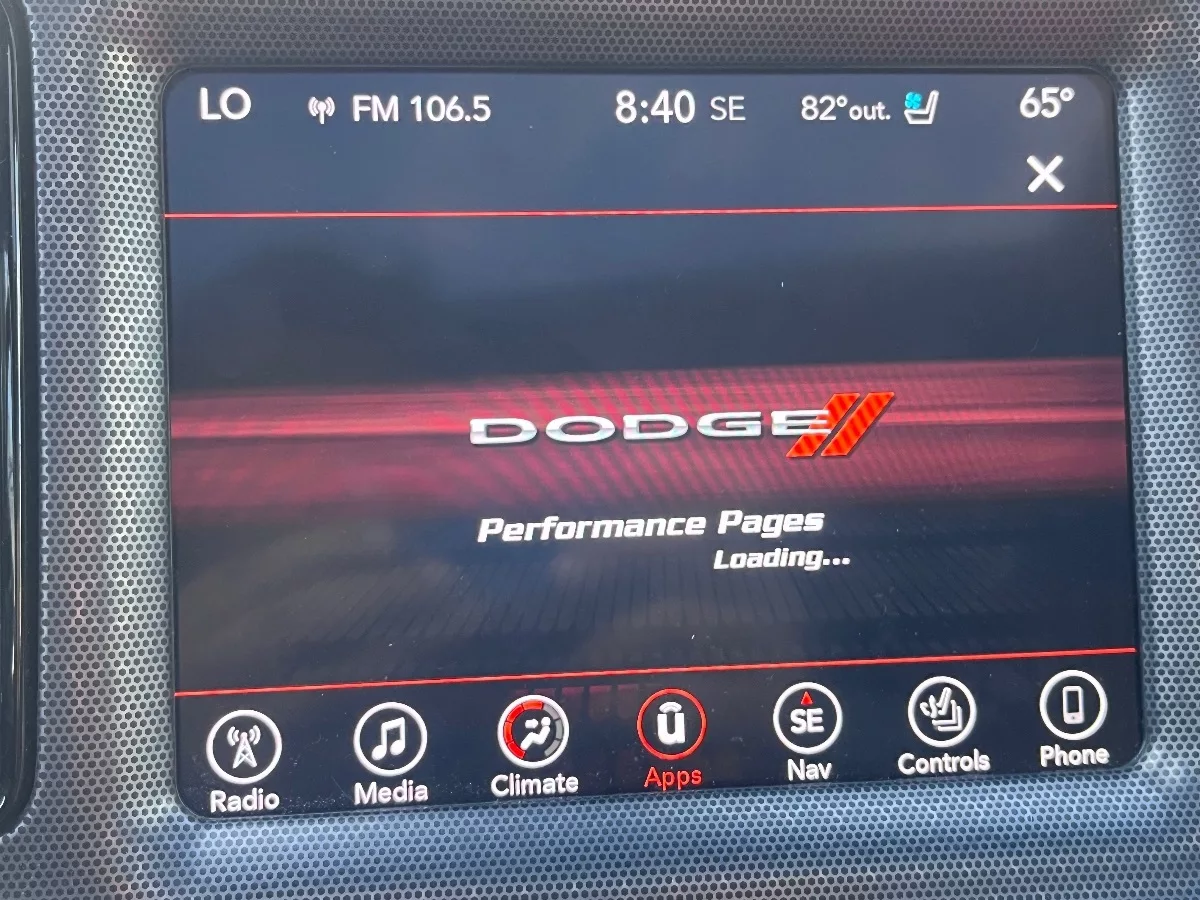 LO FM 106.5 8:40 SE 82°out. 65°
DODGE
Performance Pages
Loading...
SE
Radio Media Climate Apps Nav Controls Phone